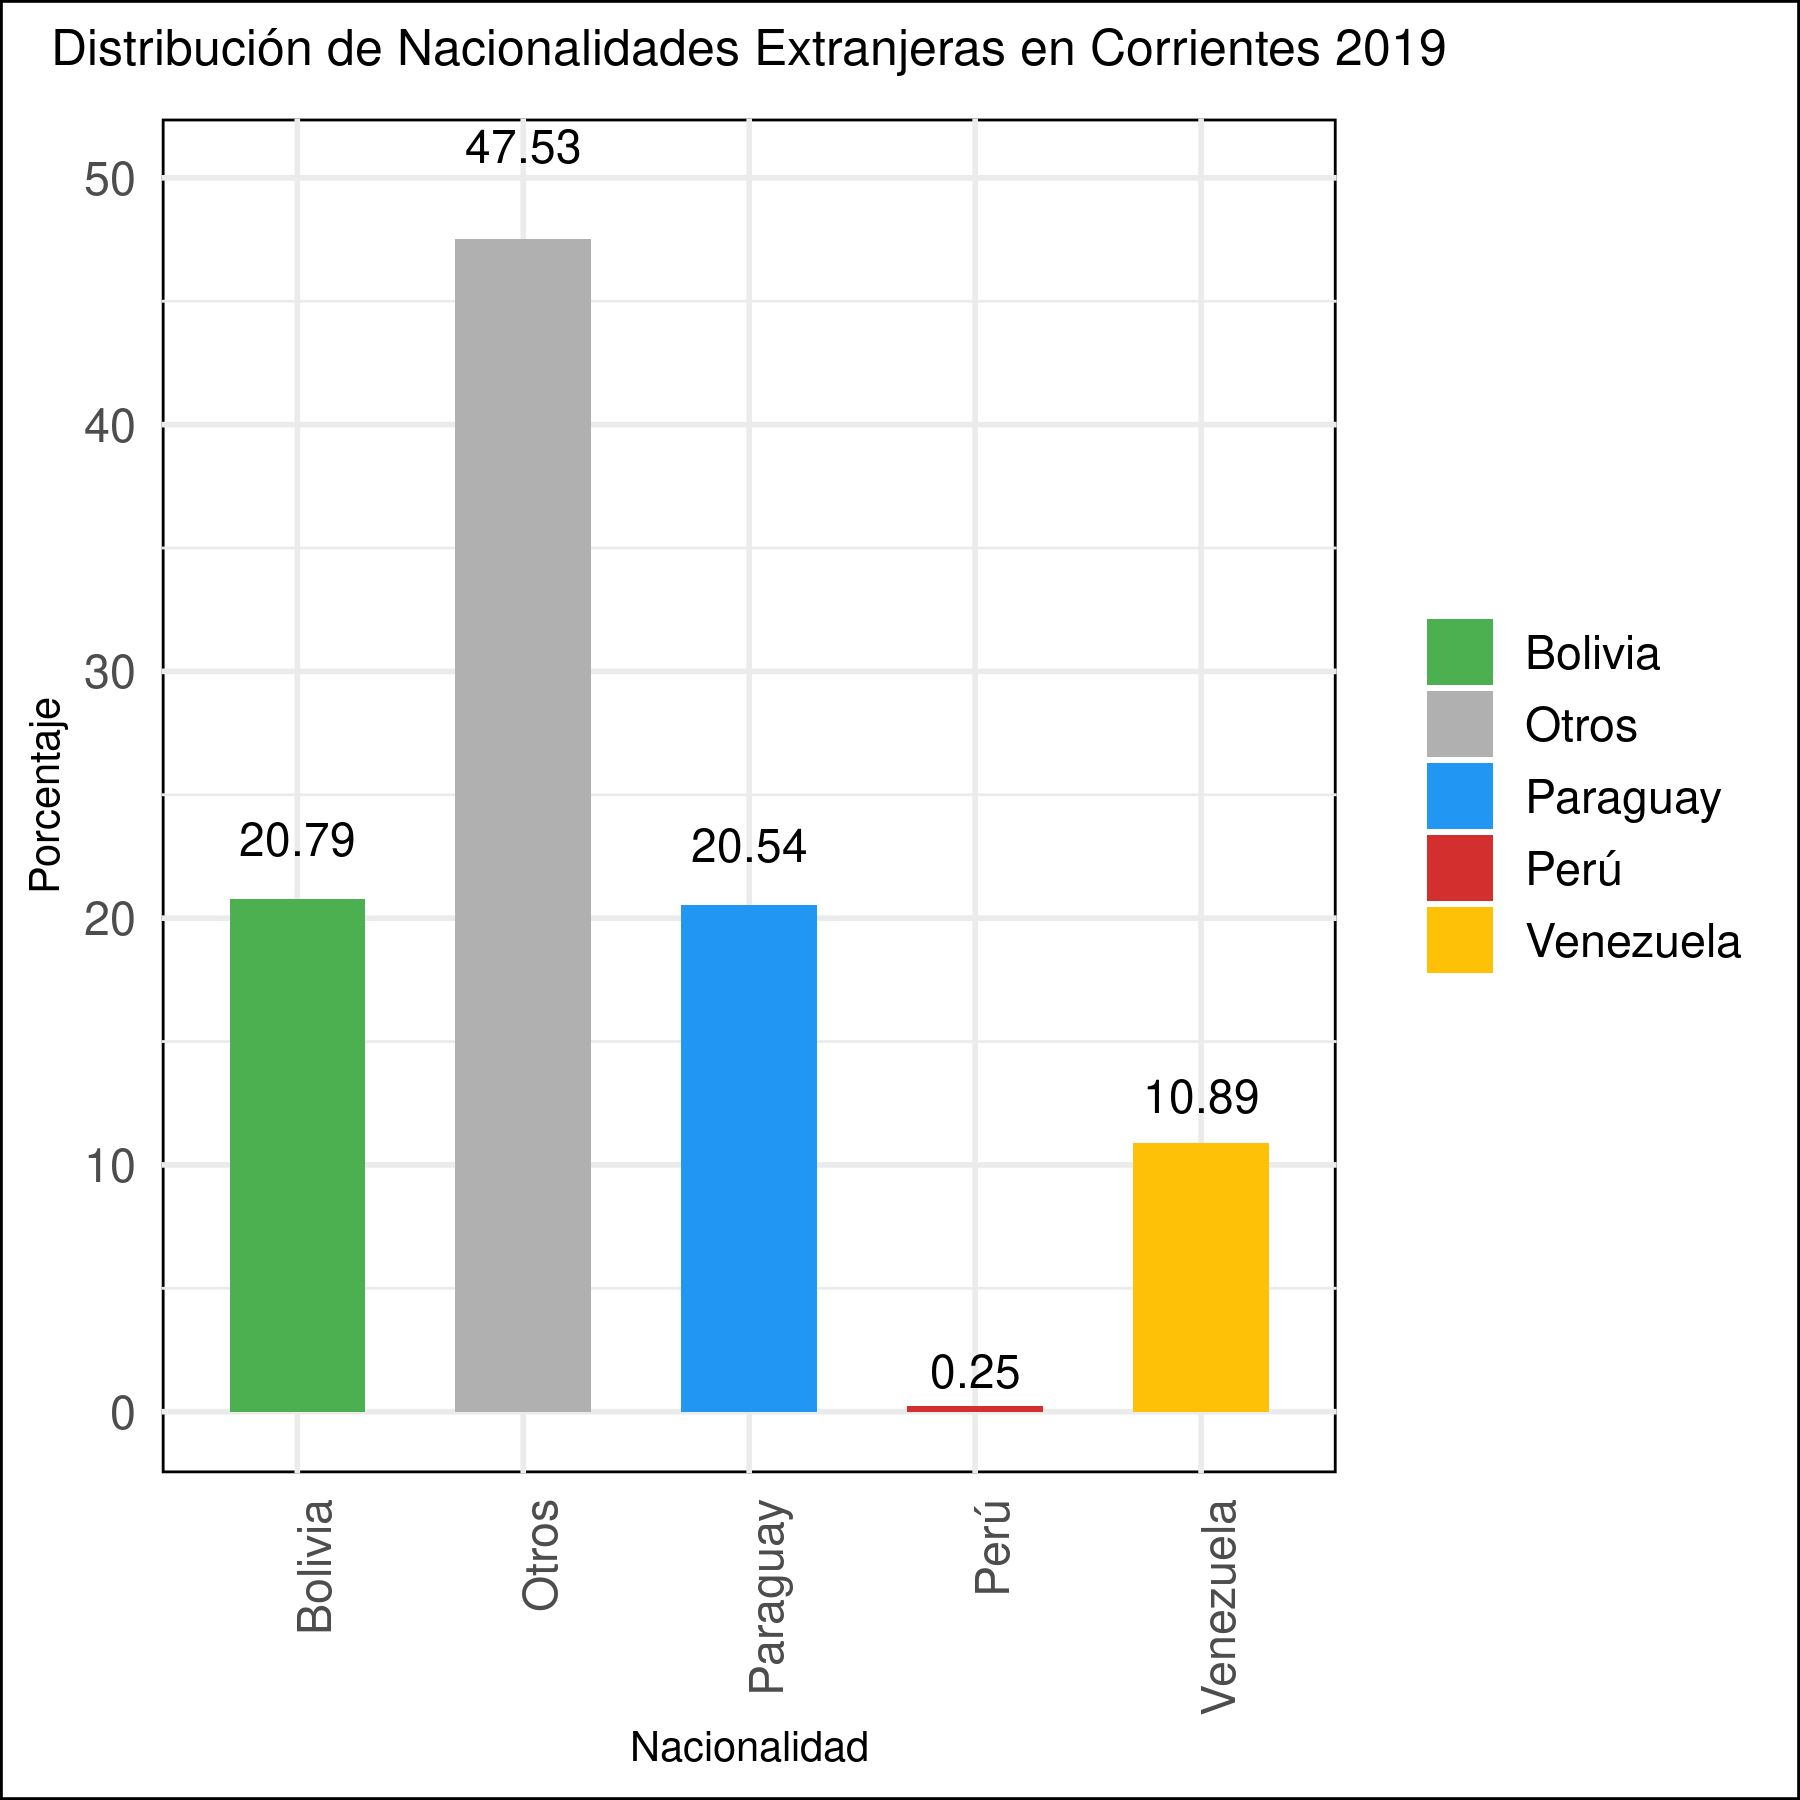 Distribución de Nacionalidades Extranjeras en Corrientes 2019
Porcentaje
50
40
30
20
10
0
20.79
47.53
20.54
0.25
10.89
Bolivia
Otros
Paraguay
Perú
Venezuela
Nacionalidad
Bolivia
Otros
Paraguay
Perú
Venezuela